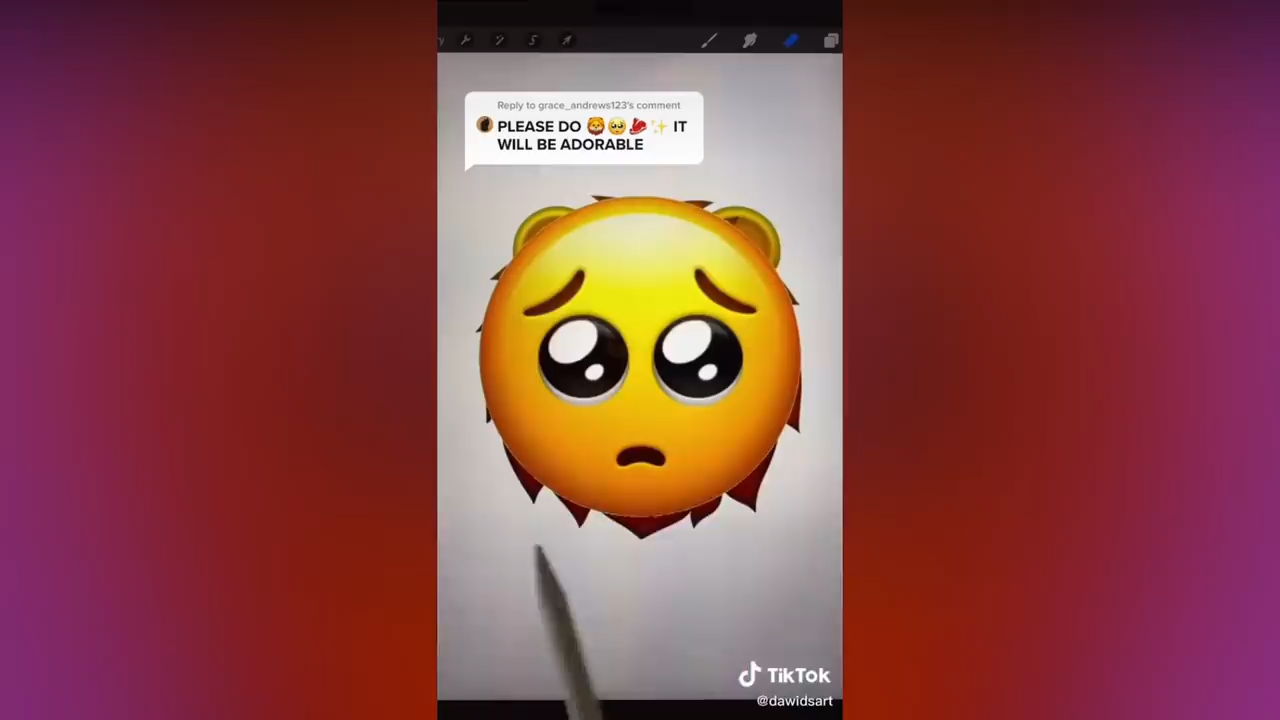 Reply to grace_andrews123's comment
PLEASE DO 🦁🥺🥩✨ IT
WILL BE ADORABLE
TikTok
@dawidsart